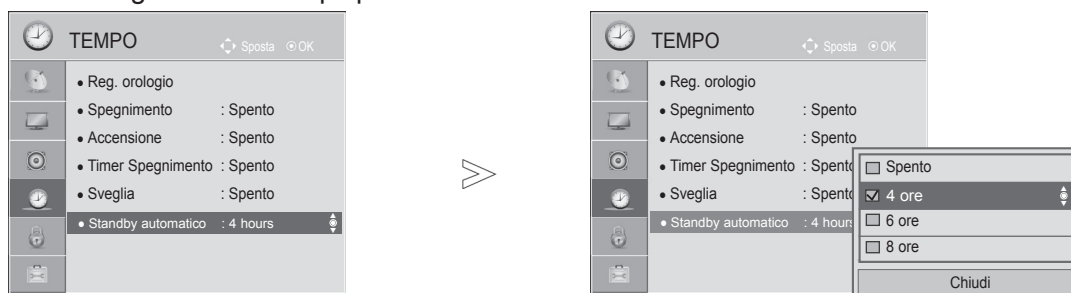 TEMPO
Sposta OK
• Reg. orologio
• Spegnimento : Spento
• Accensione : Spento
• Timer Spegnimento : Spento
• Sveglia : Spento
• Standby automatico : 4 hours
TEMPO
Sposta OK
• Reg. orologio
• Spegnimento : Spento
• Accensione : Spento
• Timer Spegnimento : Spento
• Sveglia : Spento
• Standby automatico : 4 hours
Spento
4 ore
6 ore
8 ore
Chiudi